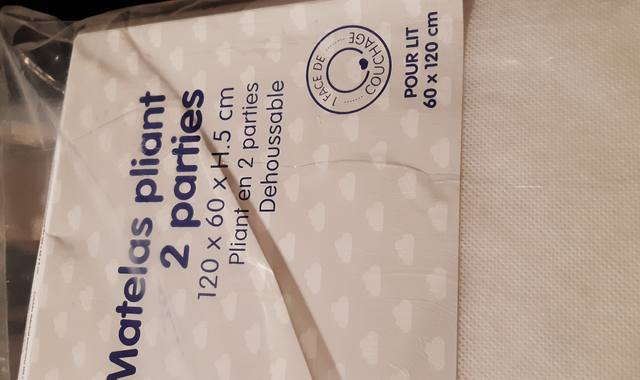 Matelas pliant
2 parties
120 x 60 x H.5 cm
Pliant en 2 parties
Dehoussable
1 FACE DE ........ COUCHAGE ........
POUR LIT
60 x 120 cm